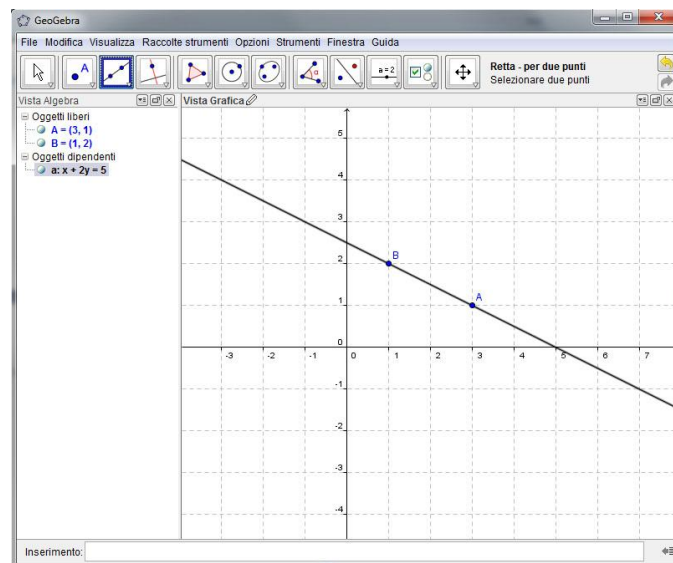 GeoGebra
File Modifica Visualizza Raccolte strumenti Opzioni Strumenti Finestra Guida
A
α
a=2
Retta - per due punti
Selezionare due punti
Vista Algebra
Vista Grafica
Oggetti liberi
A = (3, 1)
B = (1, 2)
Oggetti dipendenti
a: x + 2y = 5
5
4
3
2
1
0
-1
-2
-3
-4
-3 -2 -1 0 1 2 3 4 5 6 7
B
A
Inserimento: